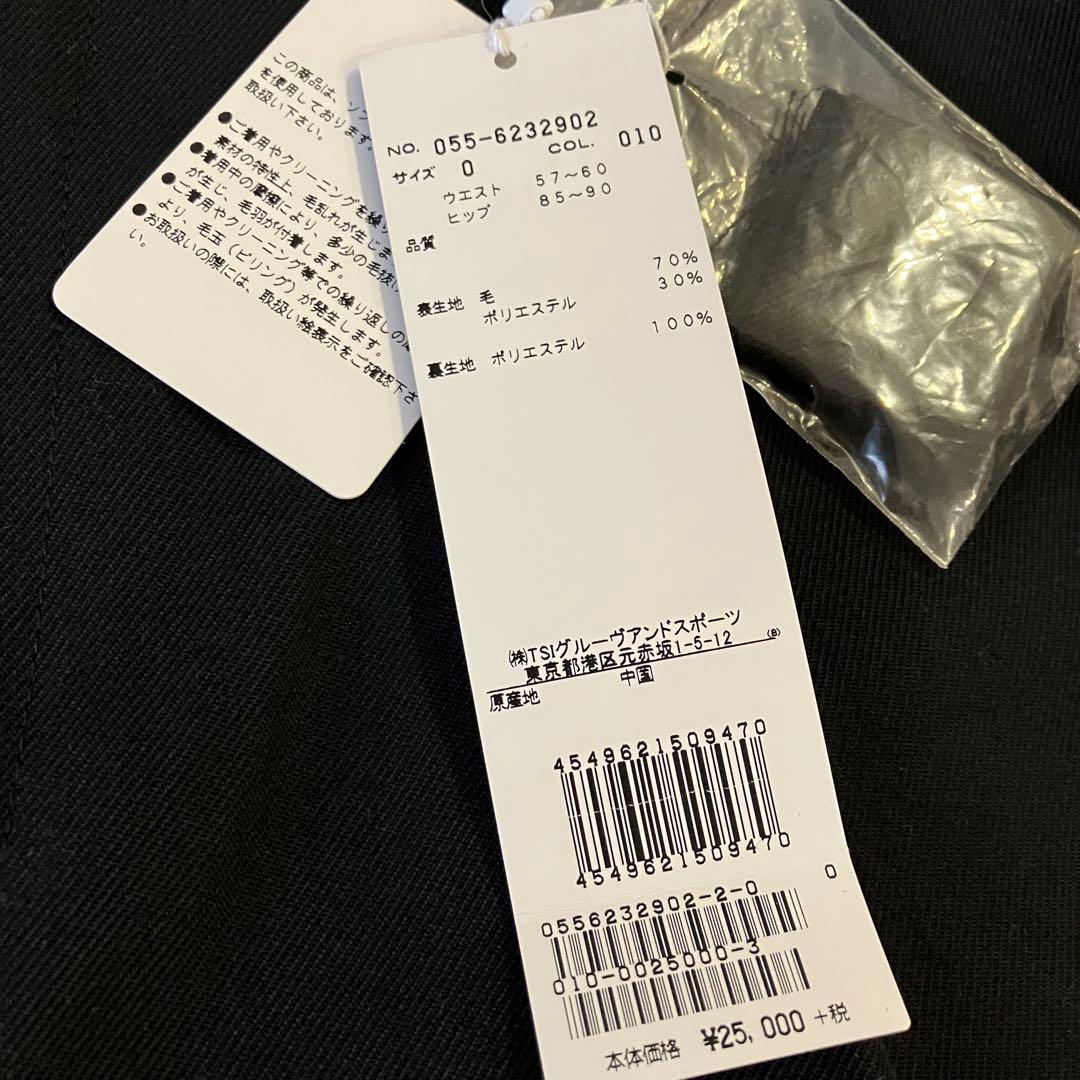 この商品は、ソフ
を使用しております。
取扱い下さい。
●ご着用やクリーニングを繰り
素材の特性上、毛乱れが生じま
●着用中の摩擦により、多少の毛抜け
が生じ、毛羽が付着します。
●ご着用やクリーニング等での繰り返しの
より、毛玉（ピリング）が発生します。
●お取扱いの際には、取扱い絵表示をご確認下さ
い。
NO. 055-6232902
サイズ 0 COL. 010
ウエスト 57～60
ヒップ 85～90
品質
表生地 毛 70%
ポリエステル 30%
裏生地 ポリエステル 100%
㈱TSIグルーヴアンドスポーツ
東京都港区元赤坂1-5-12 (B)
原産地 中国
4549621509470
4549621509470
0556232902-2-0 0
010-0025000-3
本体価格 ¥25,000 +税